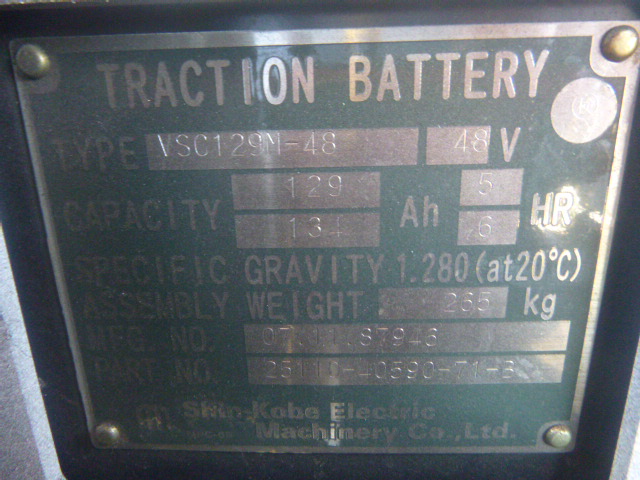 TRACTION BATTERY
TYPE VSC129M-48 48 V
CAPACITY 129 Ah 5 HR
134 6
SPECIFIC GRAVITY 1.280(at20°C)
ASSEMBLY WEIGHT 265 kg
MFG. NO.
PART NO.
Shin-Kobe Electric
Machinery Co.,Ltd.